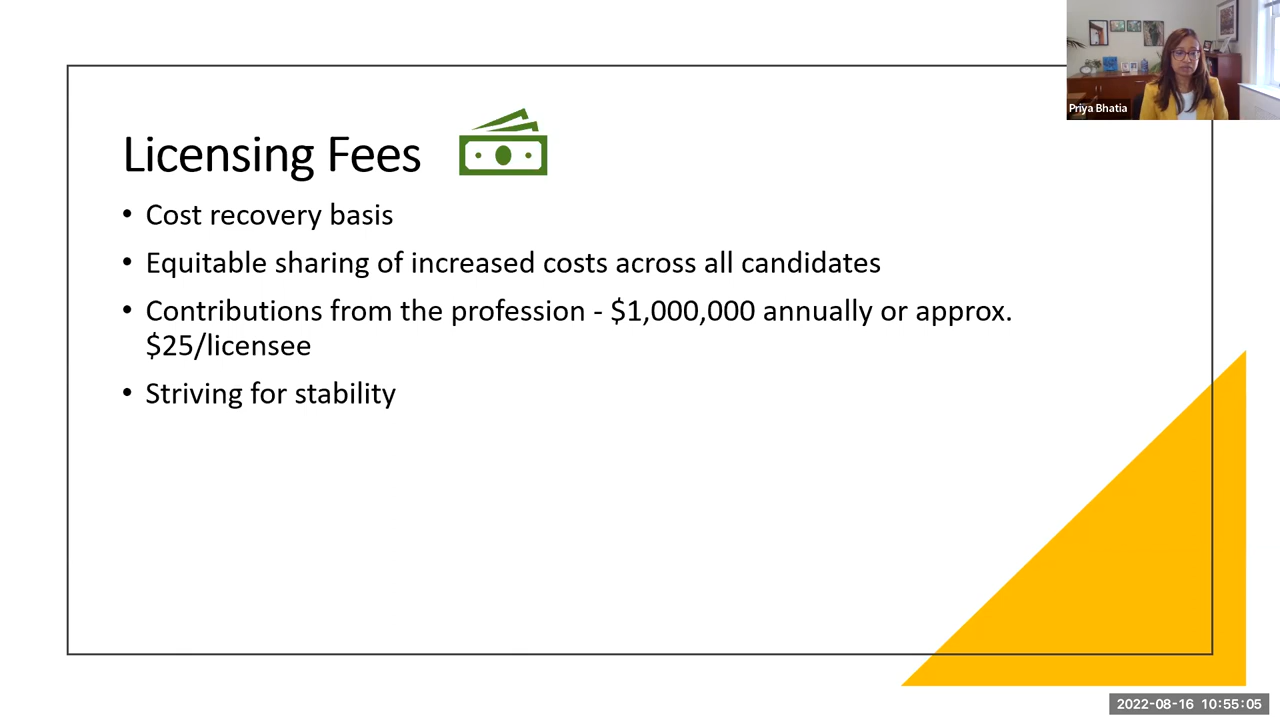 Priya Bhatia
Licensing Fees
• Cost recovery basis
• Equitable sharing of increased costs across all candidates
• Contributions from the profession - $1,000,000 annually or approx.
$25/licensee
• Striving for stability
2022-08-16 10:55:05